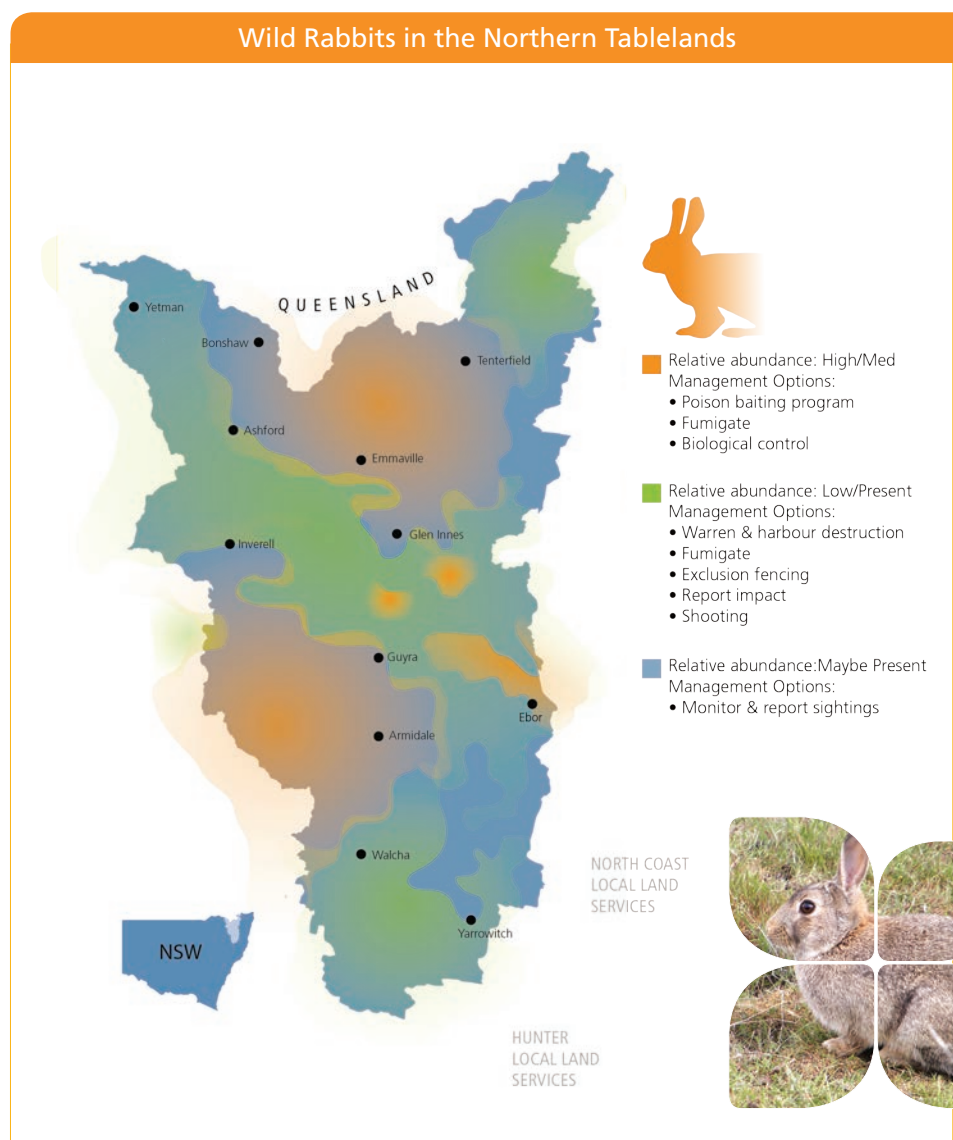 Wild Rabbits in the Northern Tablelands
QUEENSLAND
Yetman
Bonshaw
Tenterfield
Ashford
Emmaville
Glen Innes
Inverell
Guyra
Ebor
Armidale
Walcha
Yarrowitch
NSW
NORTH COAST
LOCAL LAND
SERVICES
HUNTER
LOCAL LAND
SERVICES
Relative abundance: High/Med
Management Options:
• Poison baiting program
• Fumigate
• Biological control
Relative abundance: Low/Present
Management Options:
• Warren & harbour destruction
• Fumigate
• Exclusion fencing
• Report impact
• Shooting
Relative abundance:Maybe Present
Management Options:
• Monitor & report sightings